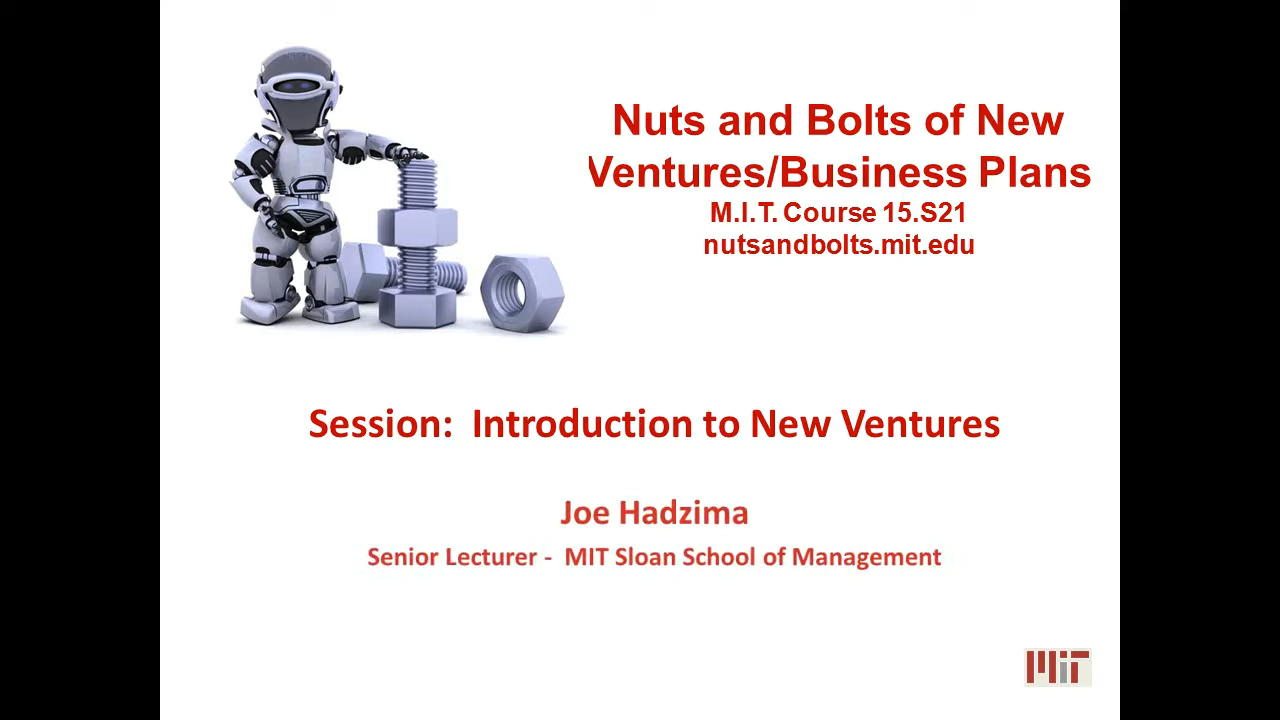 Nuts and Bolts of New
Ventures/Business Plans
M.I.T. Course 15.S21
nutsandbolts.mit.edu
Session: Introduction to New Ventures
Joe Hadzima
Senior Lecturer - MIT Sloan School of Management
MIT